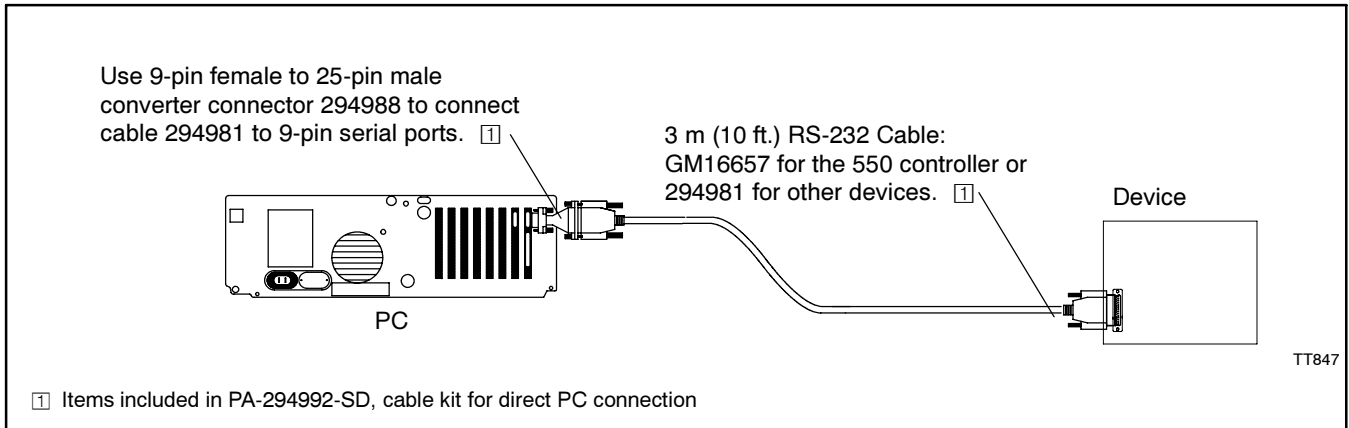 Use 9-pin female to 25-pin male
converter connector 294988 to connect
cable 294981 to 9-pin serial ports. 1
3 m (10 ft.) RS-232 Cable:
GM16657 for the 550 controller or
294981 for other devices. 1
Device
PC
TT847
1 Items included in PA-294992-SD, cable kit for direct PC connection